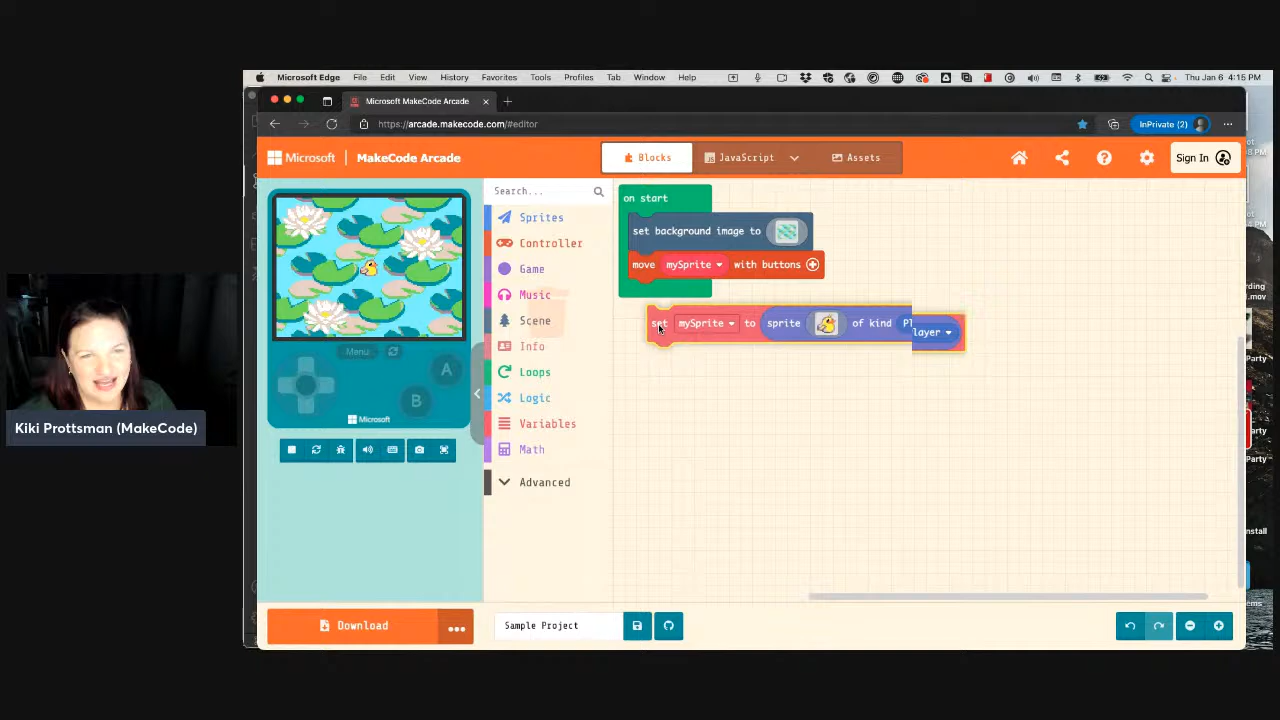 Microsoft Edge File Edit View History Favorites Tools Profiles Tab Window Help Thu Jan 6 4:15 PM
Microsoft MakeCode Arcade
https://arcade.makecode.com/#editor
InPrivate (2)
Microsoft MakeCode Arcade
Blocks
JavaScript
Assets
Sign In
Search...
Sprites
Controller
Game
Music
Scene
Info
Loops
Logic
Variables
Math
Advanced
on start
set background image to
move mySprite with buttons
set mySprite to sprite of kind Player
Menu
A
B
Microsoft
Kiki Prottsman (MakeCode)
Download
Sample Project